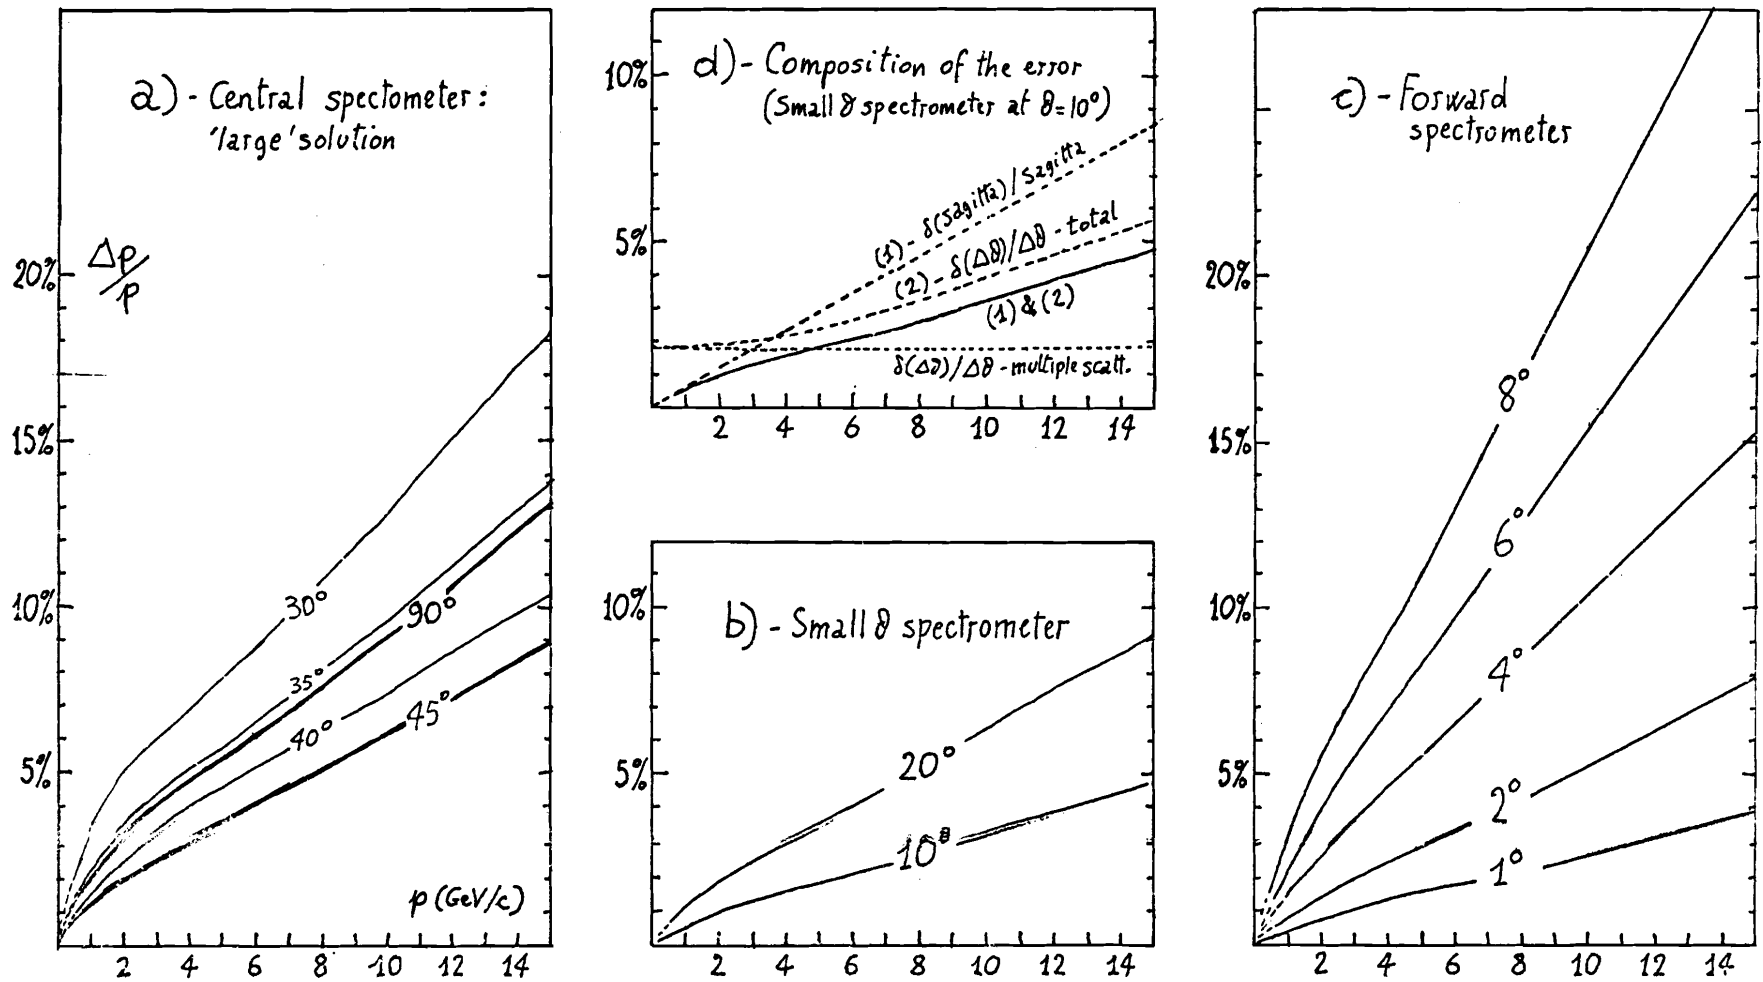 a) - Central spectometer:
'large' solution
Δp/p
20%
15%
10%
5%
30°
90°
35°
40°
45°
p (GeV/c)
2 4 6 8 10 12 14
d) - Composition of the error
(Small ϑ spectrometer at ϑ=10°)
10%
5%
(1) - δ(sagitta)/sagitta
(2) - δ(Δϑ)/Δϑ - total
(1) & (2)
δ(Δϑ)/Δϑ - multiple scatt.
2 4 6 8 10 12 14
b) - Small ϑ spectrometer
10%
5%
20°
10°
2 4 6 8 10 12 14
c) - Forward
spectrometer
20%
15%
10%
5%
8°
6°
4°
2°
1°
2 4 6 8 10 12 14